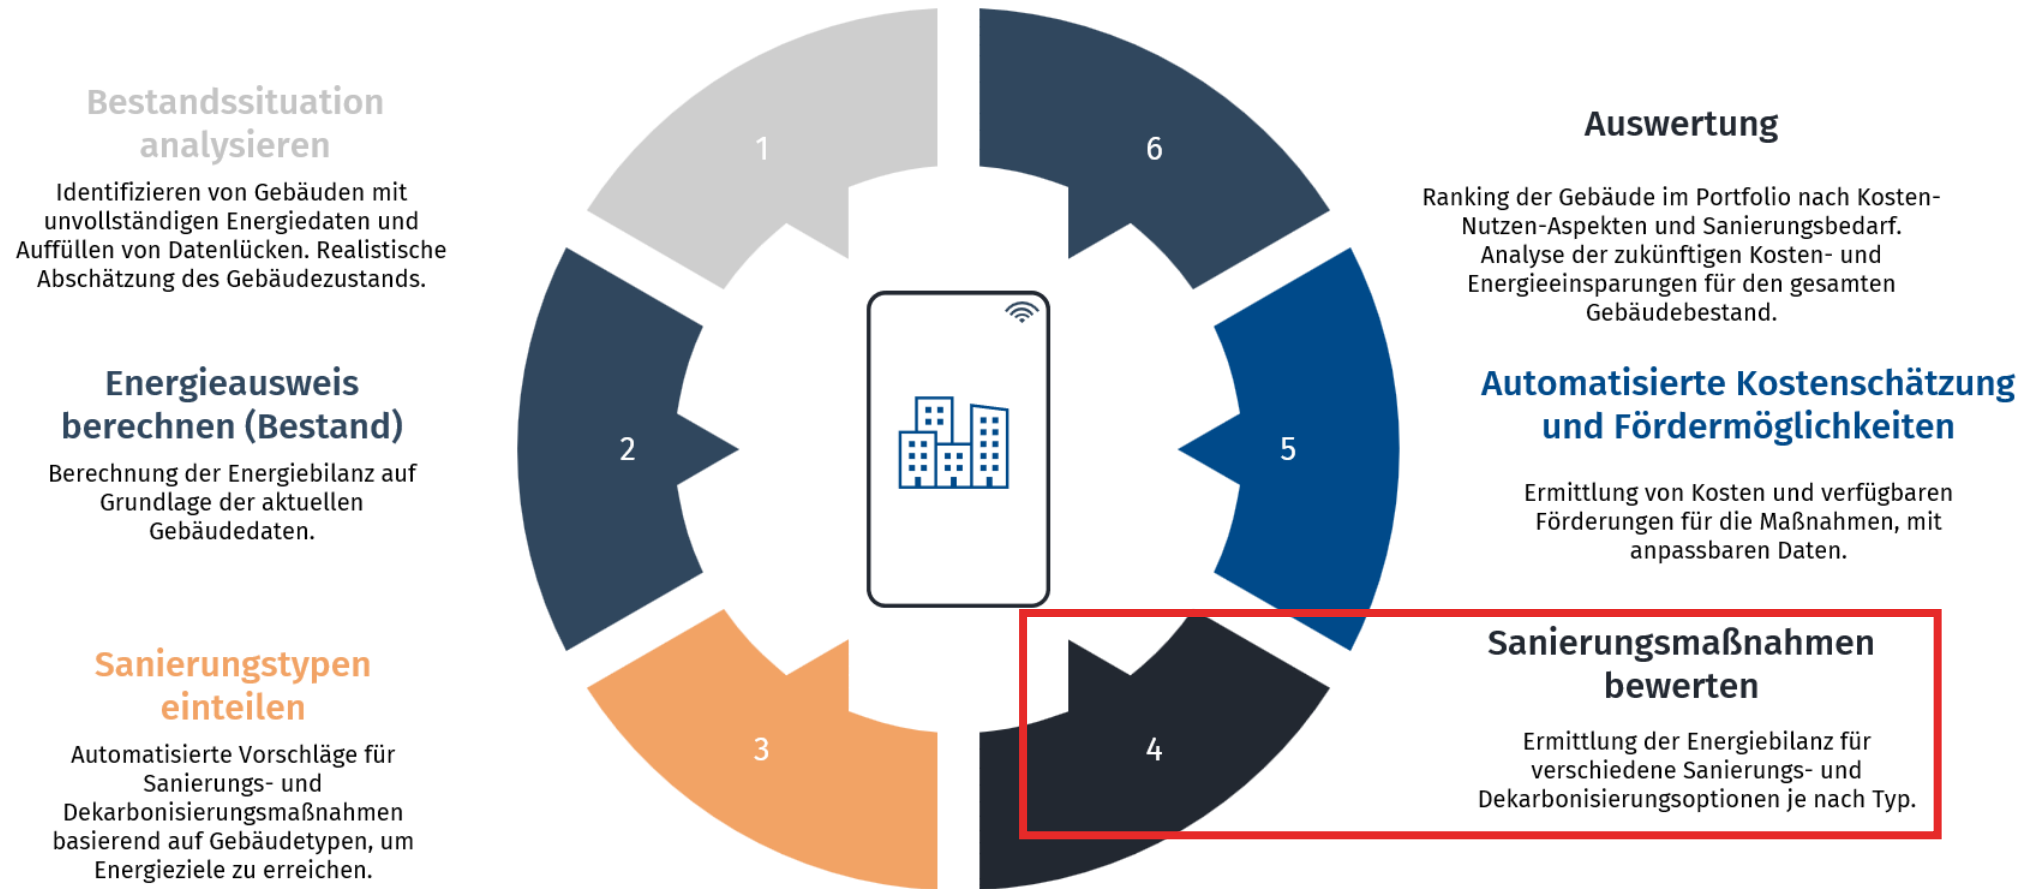 Bestandssituation
analysieren
Identifizieren von Gebäuden mit
unvollständigen Energiedaten und
Auffüllen von Datenlücken. Realistische
Abschätzung des Gebäudezustands.
1
Energieausweis
berechnen (Bestand)
Berechnung der Energiebilanz auf
Grundlage der aktuellen
Gebäudedaten.
2
Sanierungstypen
einteilen
Automatisierte Vorschläge für
Sanierungs- und
Dekarbonisierungsmaßnahmen
basierend auf Gebäudetypen, um
Energieziele zu erreichen.
3
4
Sanierungsmaßnahmen
bewerten
Ermittlung der Energiebilanz für
verschiedene Sanierungs- und
Dekarbonisierungsoptionen je nach Typ.
5
Automatisierte Kostenschätzung
und Fördermöglichkeiten
Ermittlung von Kosten und verfügbaren
Förderungen für die Maßnahmen, mit
anpassbaren Daten.
6
Auswertung
Ranking der Gebäude im Portfolio nach Kosten-
Nutzen-Aspekten und Sanierungsbedarf.
Analyse der zukünftigen Kosten- und
Energieeinsparungen für den gesamten
Gebäudebestand.